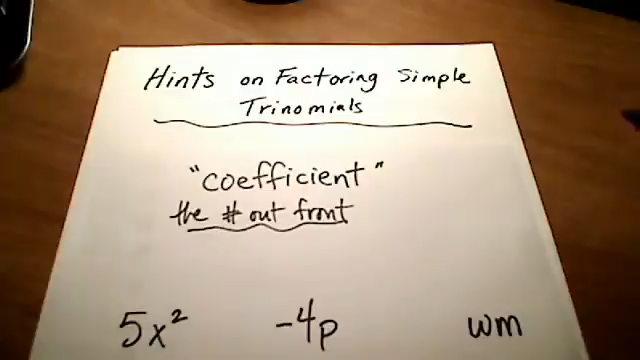 Hints on Factoring Simple
Trinomials
"coefficient"
the # out front
5x² -4p wm